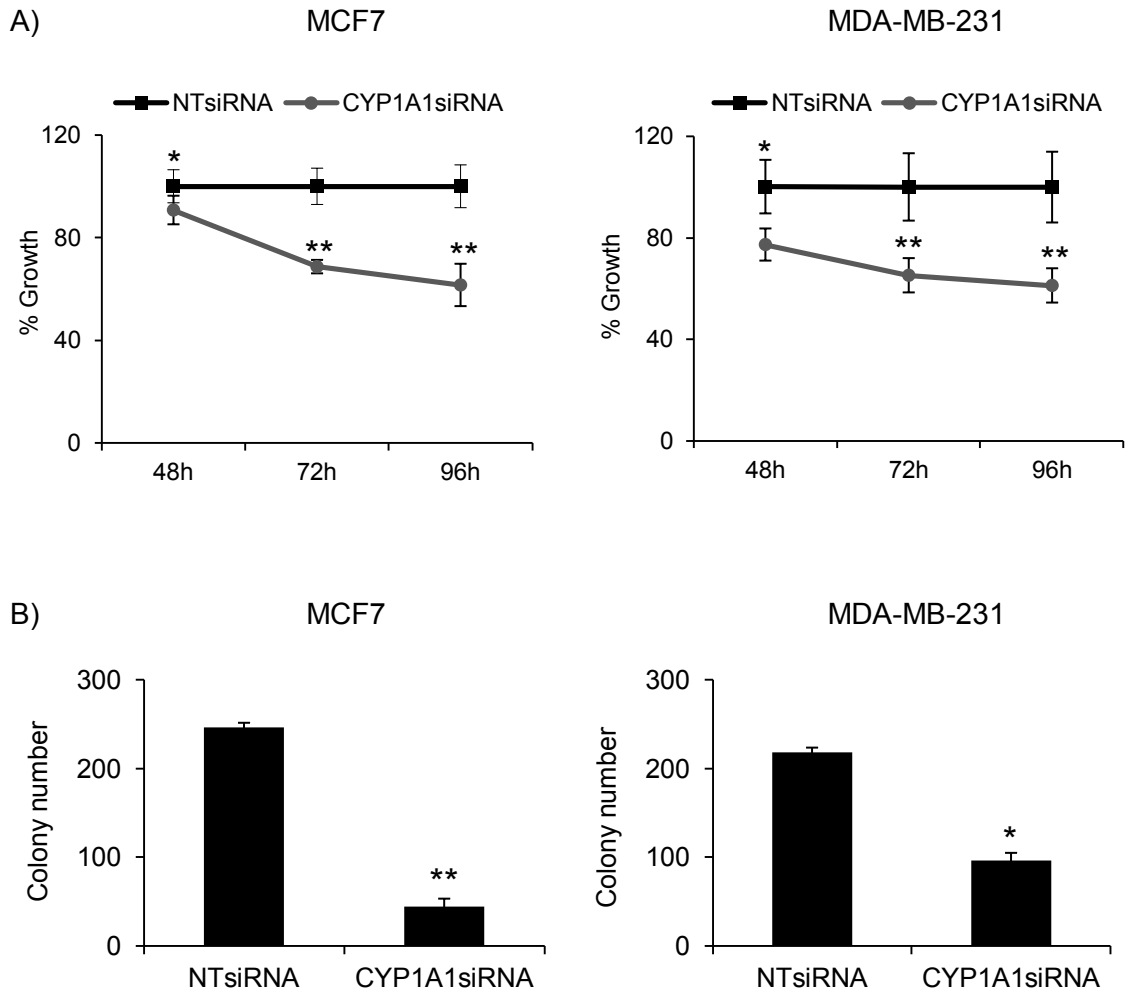 A)
MCF7
MDA-MB-231
NTsiRNA CYP1A1siRNA
NTsiRNA CYP1A1siRNA
% Growth
120
80
40
0
*
**
**
48h 72h 96h
% Growth
120
80
40
0
*
**
**
48h 72h 96h
B)
MCF7
MDA-MB-231
Colony number
300
200
100
0
**
NTsiRNA CYP1A1siRNA
Colony number
300
200
100
0
*
NTsiRNA CYP1A1siRNA